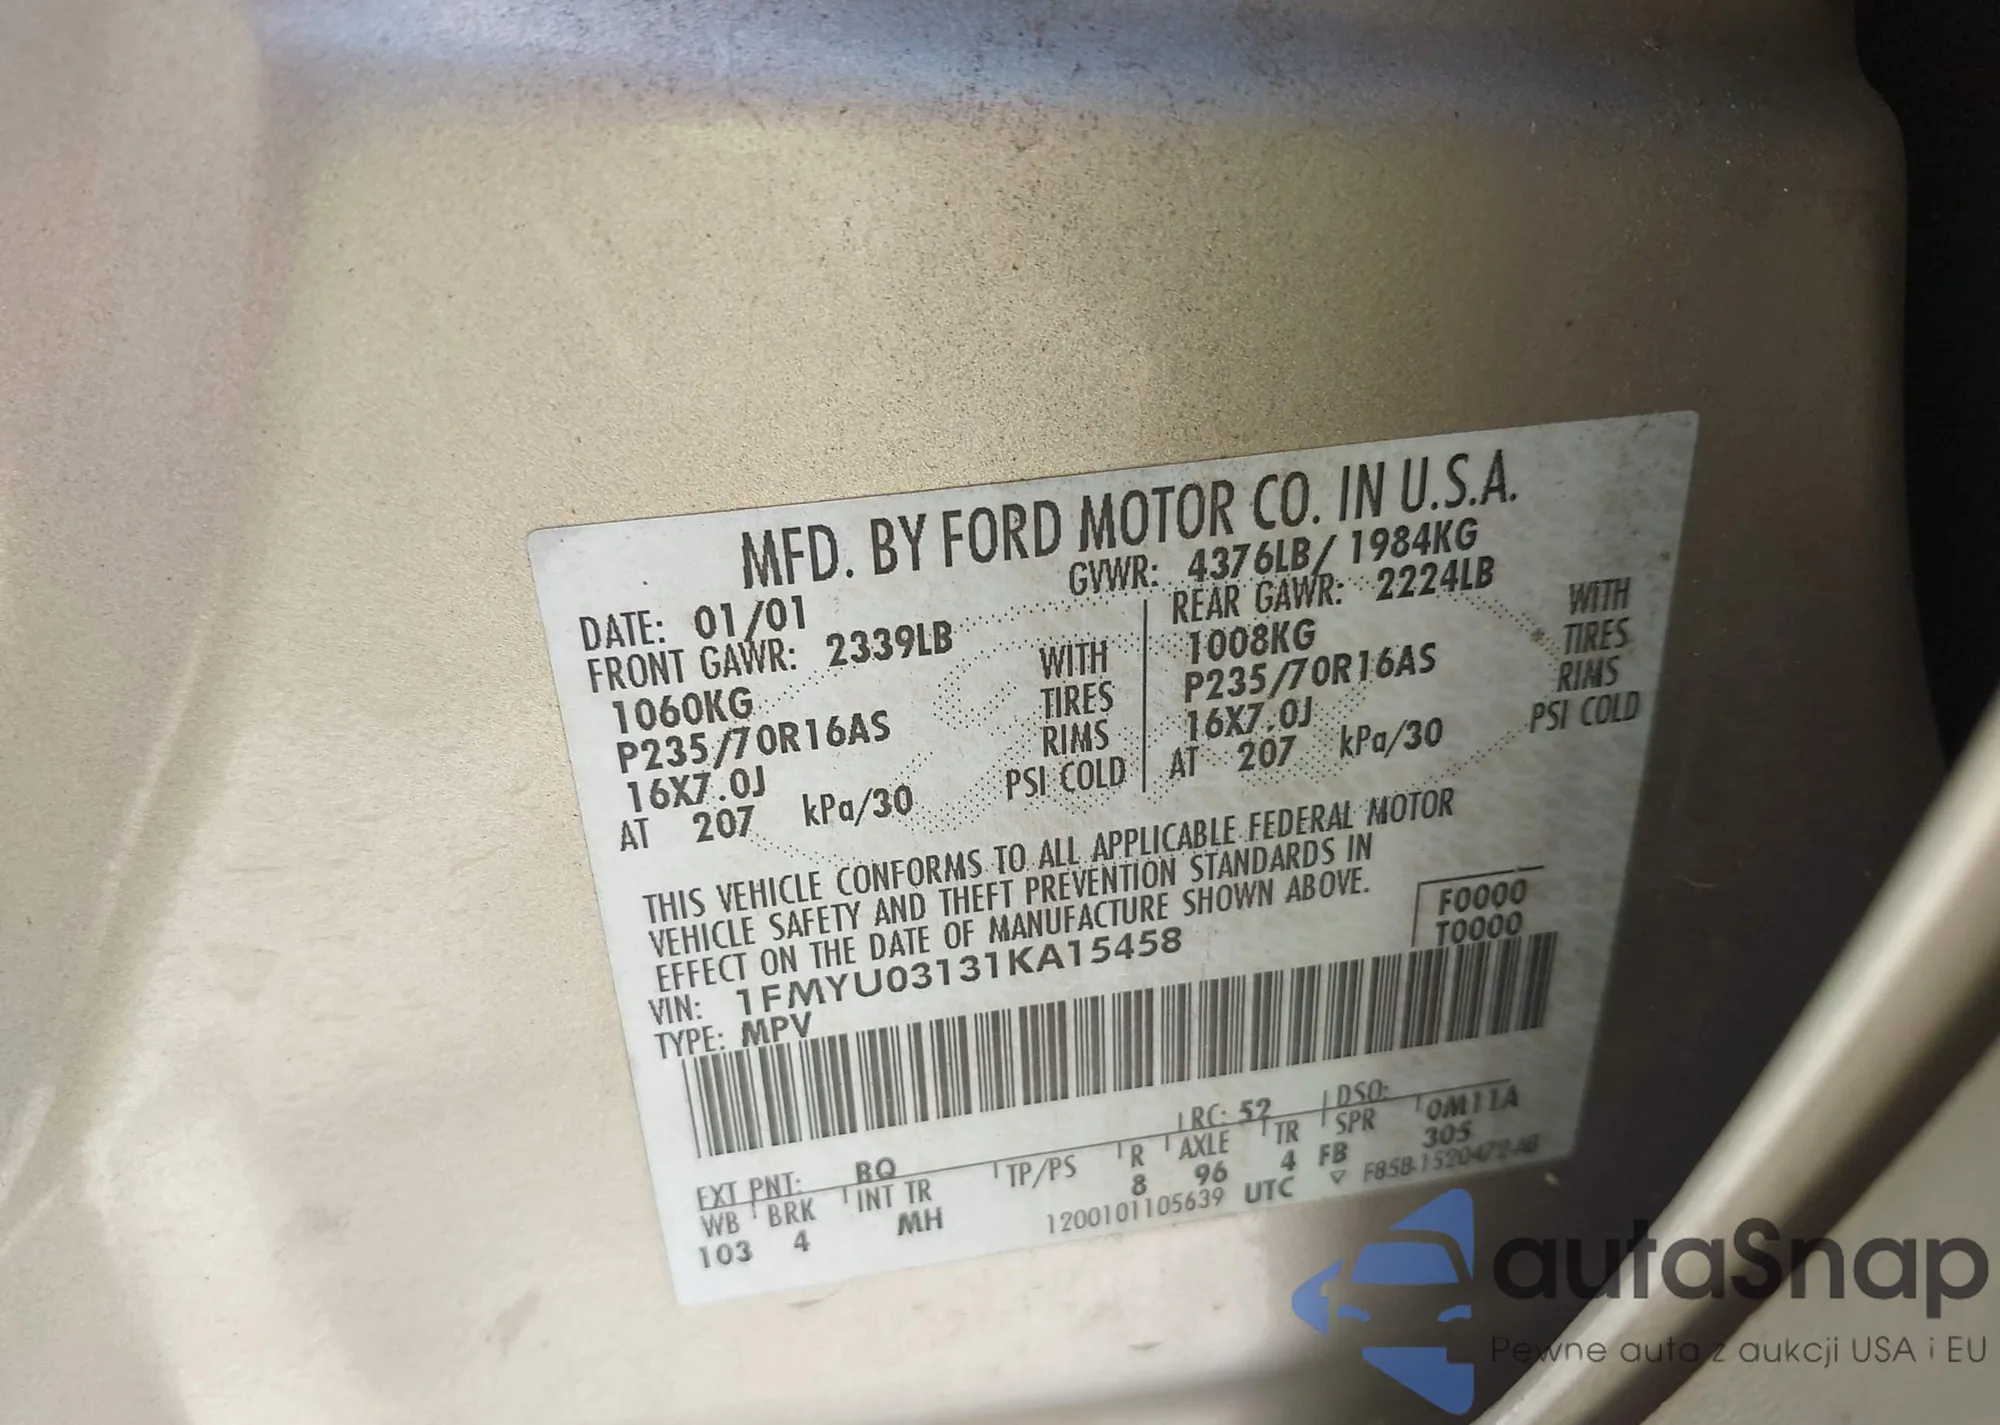 MFD. BY FORD MOTOR CO. IN U.S.A.
DATE: 01/01 GVWR: 4376LB/ 1984KG
FRONT GAWR: 2339LB REAR GAWR: 2224LB
1060KG WITH 1008KG WITH
P235/70R16AS TIRES P235/70R16AS TIRES
16X7.0J RIMS 16X7.0J RIMS
AT 207 kPa/30 PSI COLD AT 207 kPa/30 PSI COLD
THIS VEHICLE CONFORMS TO ALL APPLICABLE FEDERAL MOTOR
VEHICLE SAFETY AND THEFT PREVENTION STANDARDS IN
EFFECT ON THE DATE OF MANUFACTURE SHOWN ABOVE.
F0000
T0000
VIN: 1FMYU03131KA15458
TYPE: MPV
EXT PNT: BQ RC: 52 DSO:
WB BRK INT TR TP/PS R AXLE TR SPR 0M11A
103 4 MH 8 96 4 FB 305
1200101105639 UTC ▽ F85B-1520472-AB
autaSnap
Pewne auta z aukcji USA i EU